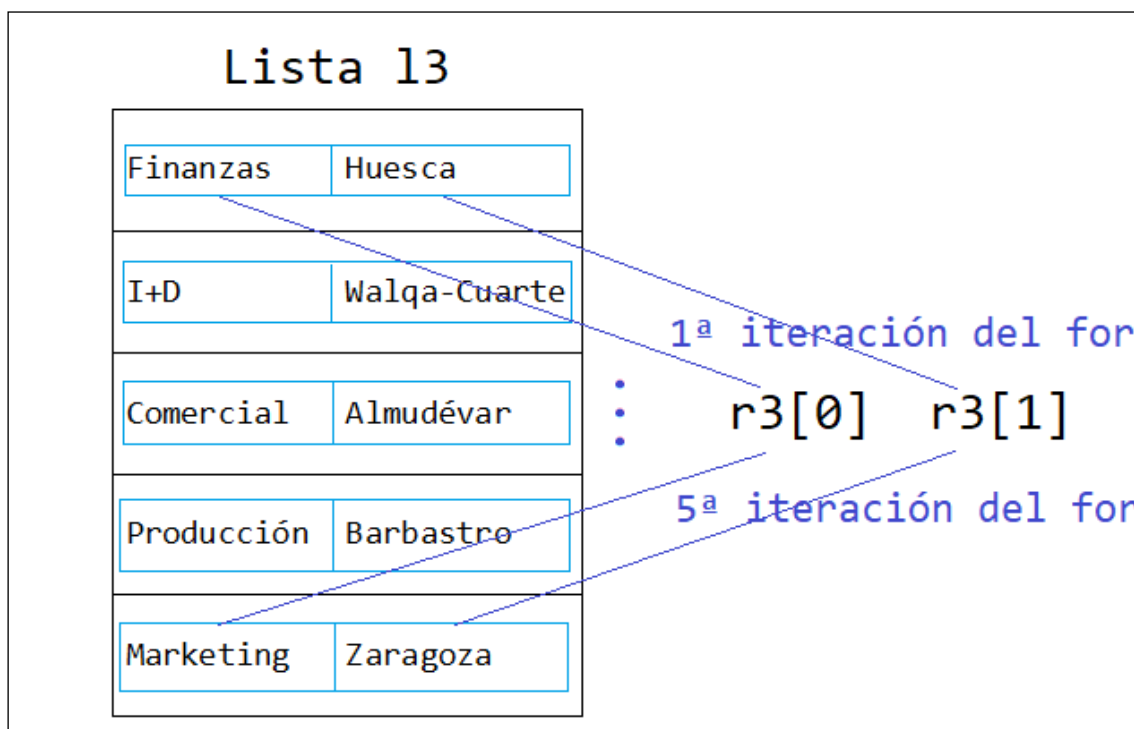 Lista l3
Finanzas Huesca
I+D Walqa-Cuarte
1ª iteración del for
Comercial Almudévar r3[0] r3[1]
5ª iteración del for
Producción Barbastro
Marketing Zaragoza